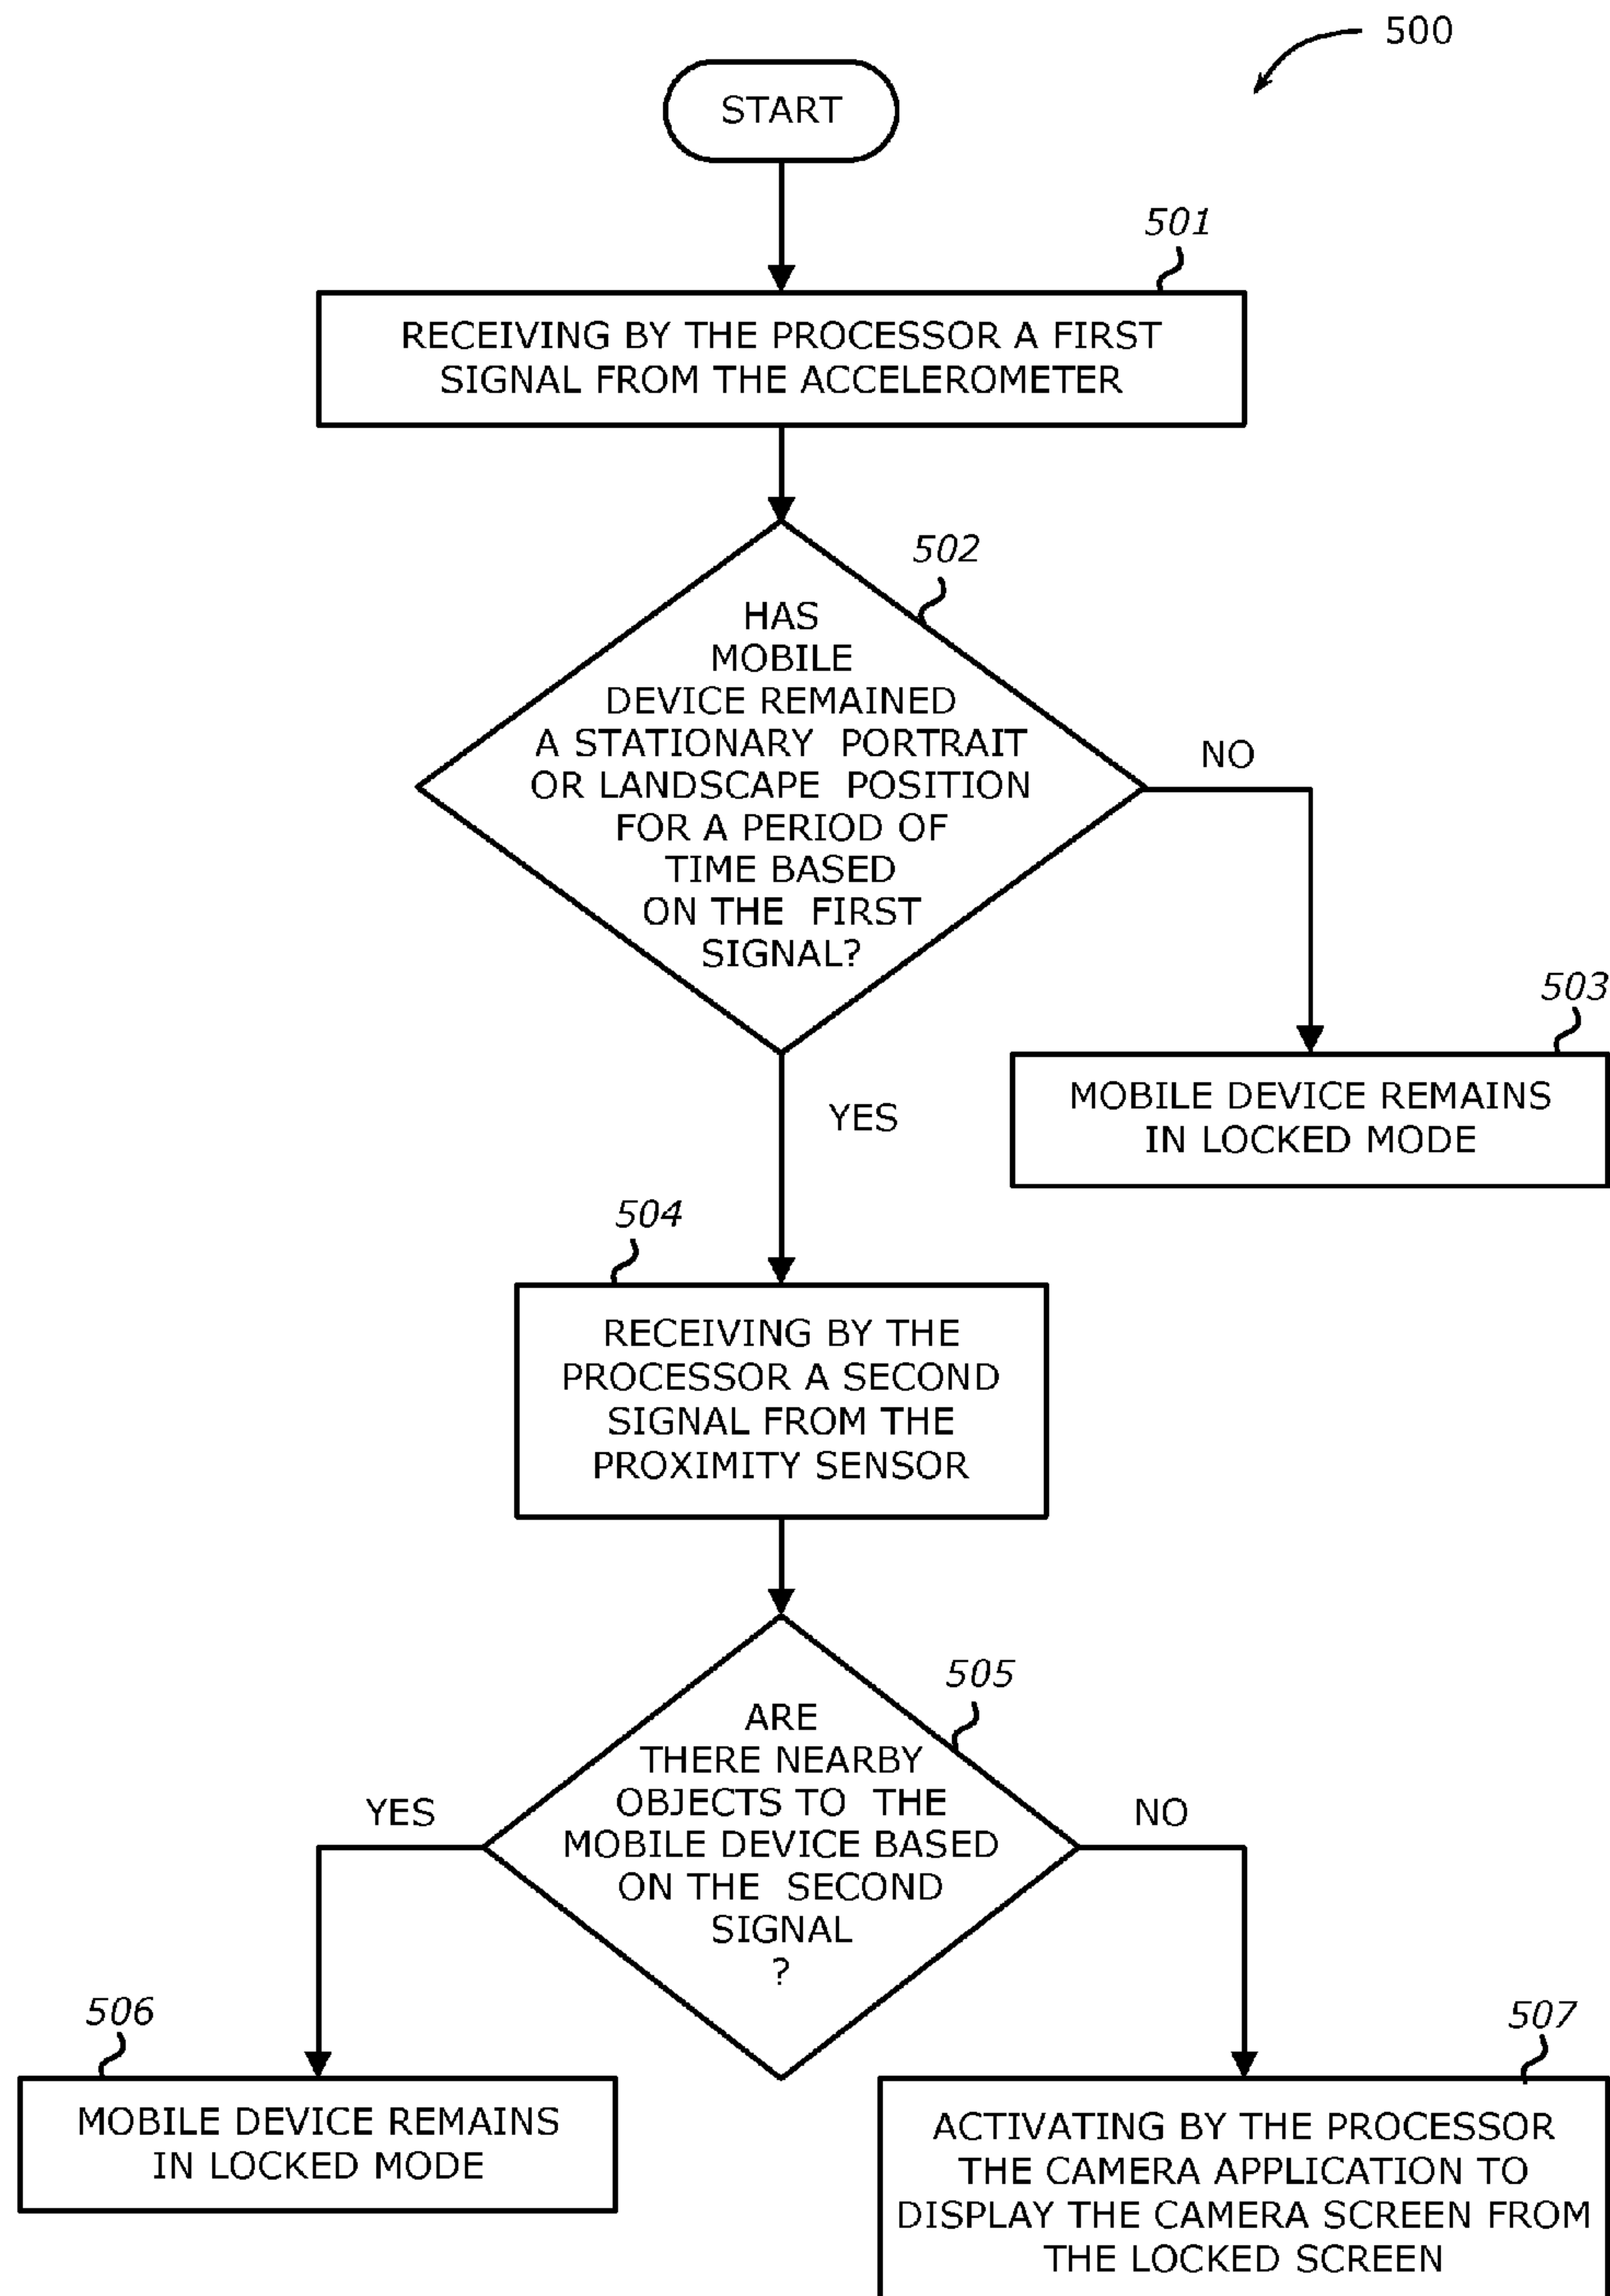 500
START
501
RECEIVING BY THE PROCESSOR A FIRST
SIGNAL FROM THE ACCELEROMETER
502
HAS
MOBILE
DEVICE REMAINED
A STATIONARY PORTRAIT
OR LANDSCAPE POSITION
FOR A PERIOD OF
TIME BASED
ON THE FIRST
SIGNAL?
NO
503
MOBILE DEVICE REMAINS
IN LOCKED MODE
YES
504
RECEIVING BY THE
PROCESSOR A SECOND
SIGNAL FROM THE
PROXIMITY SENSOR
505
ARE
THERE NEARBY
OBJECTS TO THE
MOBILE DEVICE BASED
ON THE SECOND
SIGNAL
?
YES
NO
506
MOBILE DEVICE REMAINS
IN LOCKED MODE
507
ACTIVATING BY THE PROCESSOR
THE CAMERA APPLICATION TO
DISPLAY THE CAMERA SCREEN FROM
THE LOCKED SCREEN